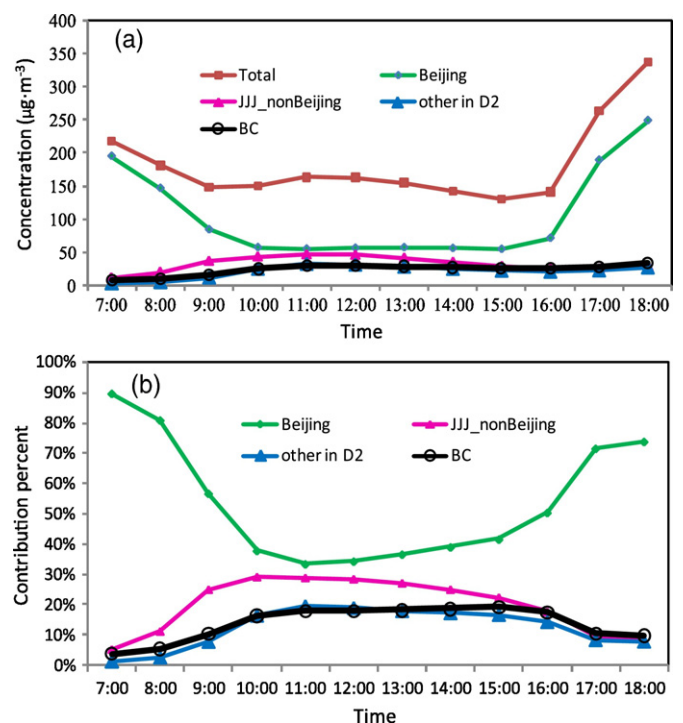 (a)
Concentration (µg·m⁻³)
400
350
300
250
200
150
100
50
0
Total
Beijing
JJJ_nonBeijing
other in D2
BC
7:00 8:00 9:00 10:00 11:00 12:00 13:00 14:00 15:00 16:00 17:00 18:00
Time
(b)
Contribution percent
100%
90%
80%
70%
60%
50%
40%
30%
20%
10%
0%
Beijing
JJJ_nonBeijing
other in D2
BC
7:00 8:00 9:00 10:00 11:00 12:00 13:00 14:00 15:00 16:00 17:00 18:00
Time